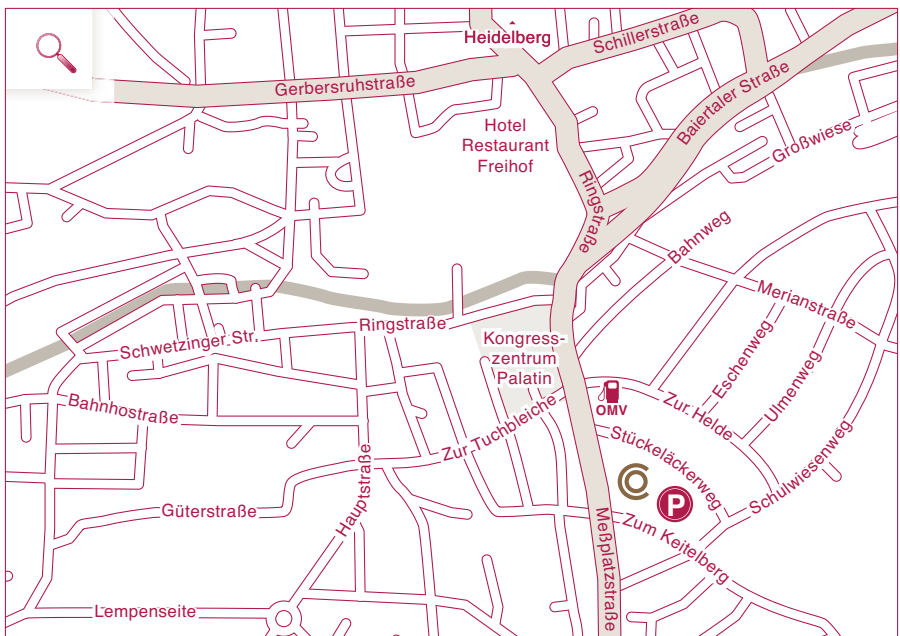 Heidelberg
Schillerstraße
Gerbersruhstraße
Baiertaler Straße
Hotel
Restaurant
Freihof
Großwiese
Ringstraße
Bahnweg
Merianstraße
Ringstraße
Schwetzinger Str.
Kongress-
zentrum
Palatin
Eschenweg
Ulmenweg
OMV
Zur Heide
Bahnhostraße
Zur Tuchbleiche
Stückeläckerweg
Schulwiesenweg
Hauptstraße
P
Güterstraße
Zum Keitelberg
Meßplatzstraße
Lempenseite